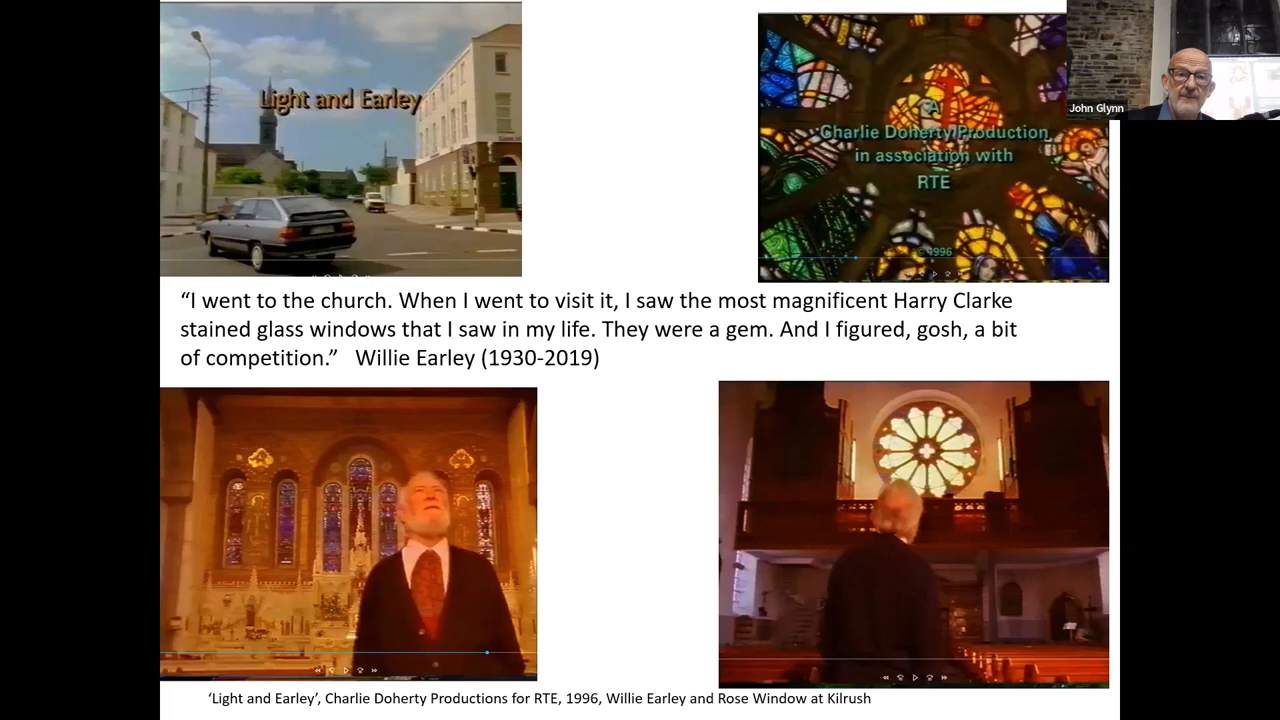 Light and Earley
A
Charlie Doherty Production
in association with
RTE
© 1996
John Glynn
“I went to the church. When I went to visit it, I saw the most magnificent Harry Clarke
stained glass windows that I saw in my life. They were a gem. And I figured, gosh, a bit
of competition.” Willie Earley (1930-2019)
‘Light and Earley’, Charlie Doherty Productions for RTE, 1996, Willie Earley and Rose Window at Kilrush